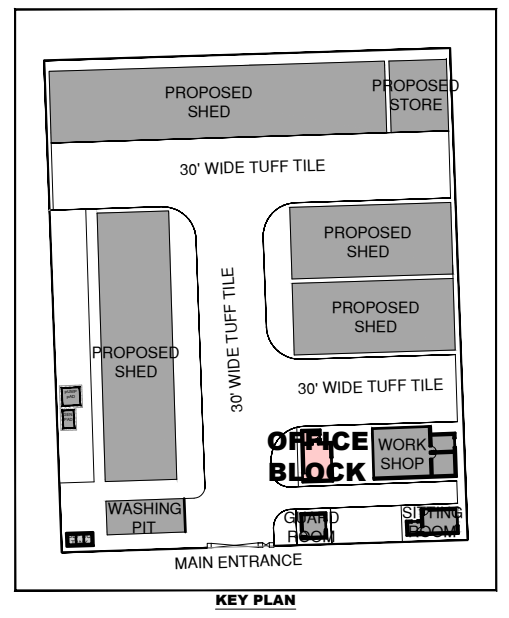 PROPOSED
SHED
PROPOSED
STORE
30' WIDE TUFF TILE
PROPOSED
SHED
30' WIDE TUFF TILE
PROPOSED
SHED
PROPOSED
SHED
30' WIDE TUFF TILE
OFFICE
BLOCK
WORK
SHOP
WASHING
PIT
GUARD
ROOM
SITTING
ROOM
MAIN ENTRANCE
KEY PLAN